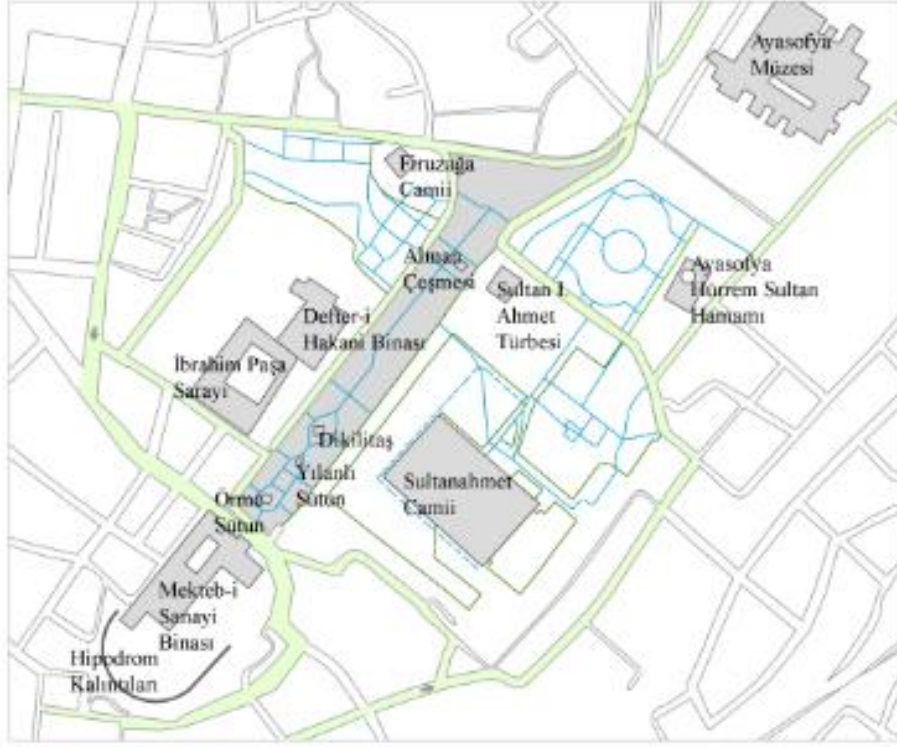 Ayasofya
Müzesi
Firuzağa
Camii
Alman
Çeşmesi
Sultan I
Ahmet
Türbesi
Ayasofya
Hürrem Sultan
Hamamı
Defter-i
Hakani Binası
İbrahim Paşa
Sarayi
Dikilitaş
Yılanlı
Sütun
Örme
Sütun
Sultanahmet
Camii
Mekteb-i
Sanayi
Binası
Hipodrom
Kalıntıları